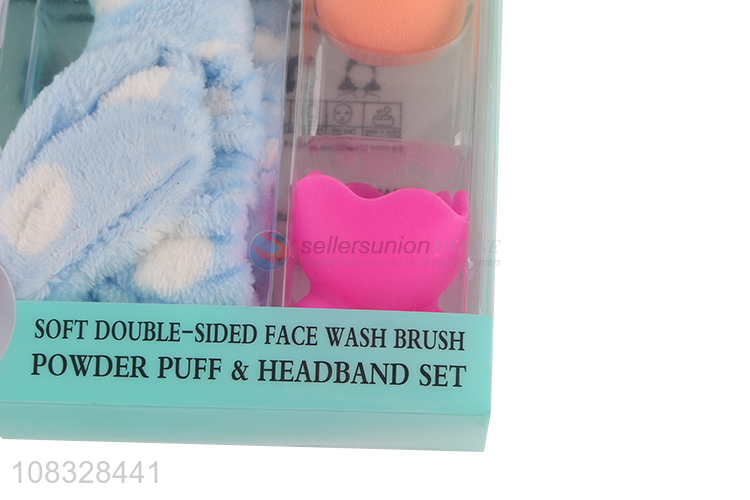 sellersunion
SOFT DOUBLE-SIDED FACE WASH BRUSH
POWDER PUFF & HEADBAND SET
108328441